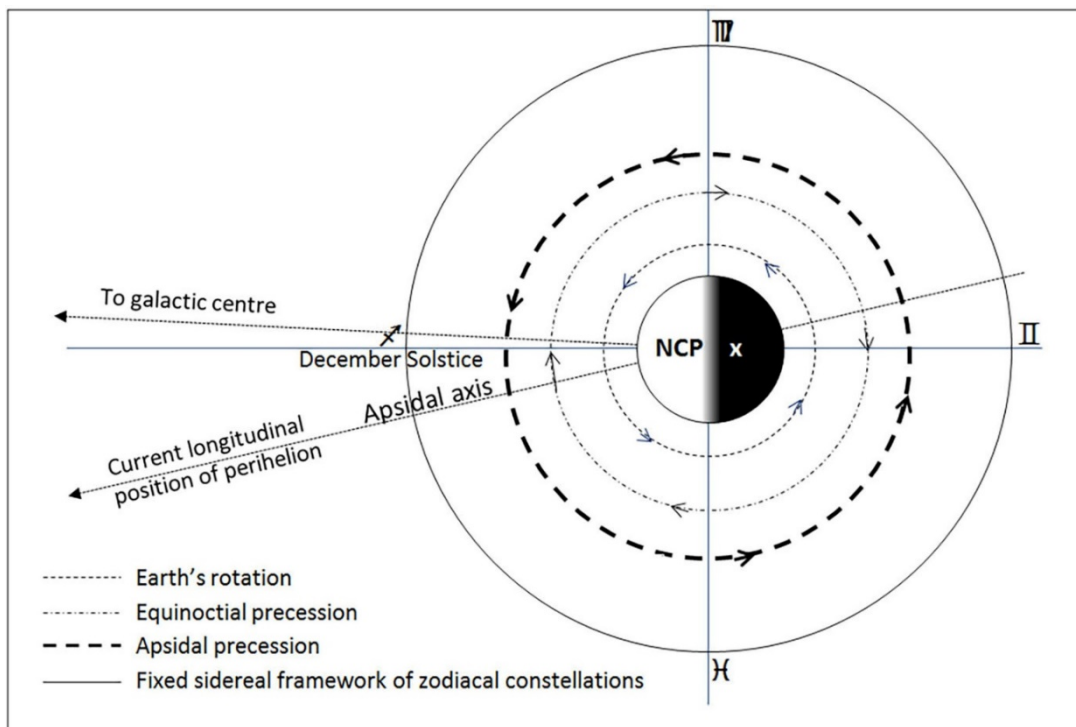 ♍
To galactic centre
♐
♊
NCP
x
December Solstice
Apsidal axis
Current longitudinal
position of perihelion
Earth's rotation
Equinoctial precession
Apsidal precession
Fixed sidereal framework of zodiacal constellations
♓